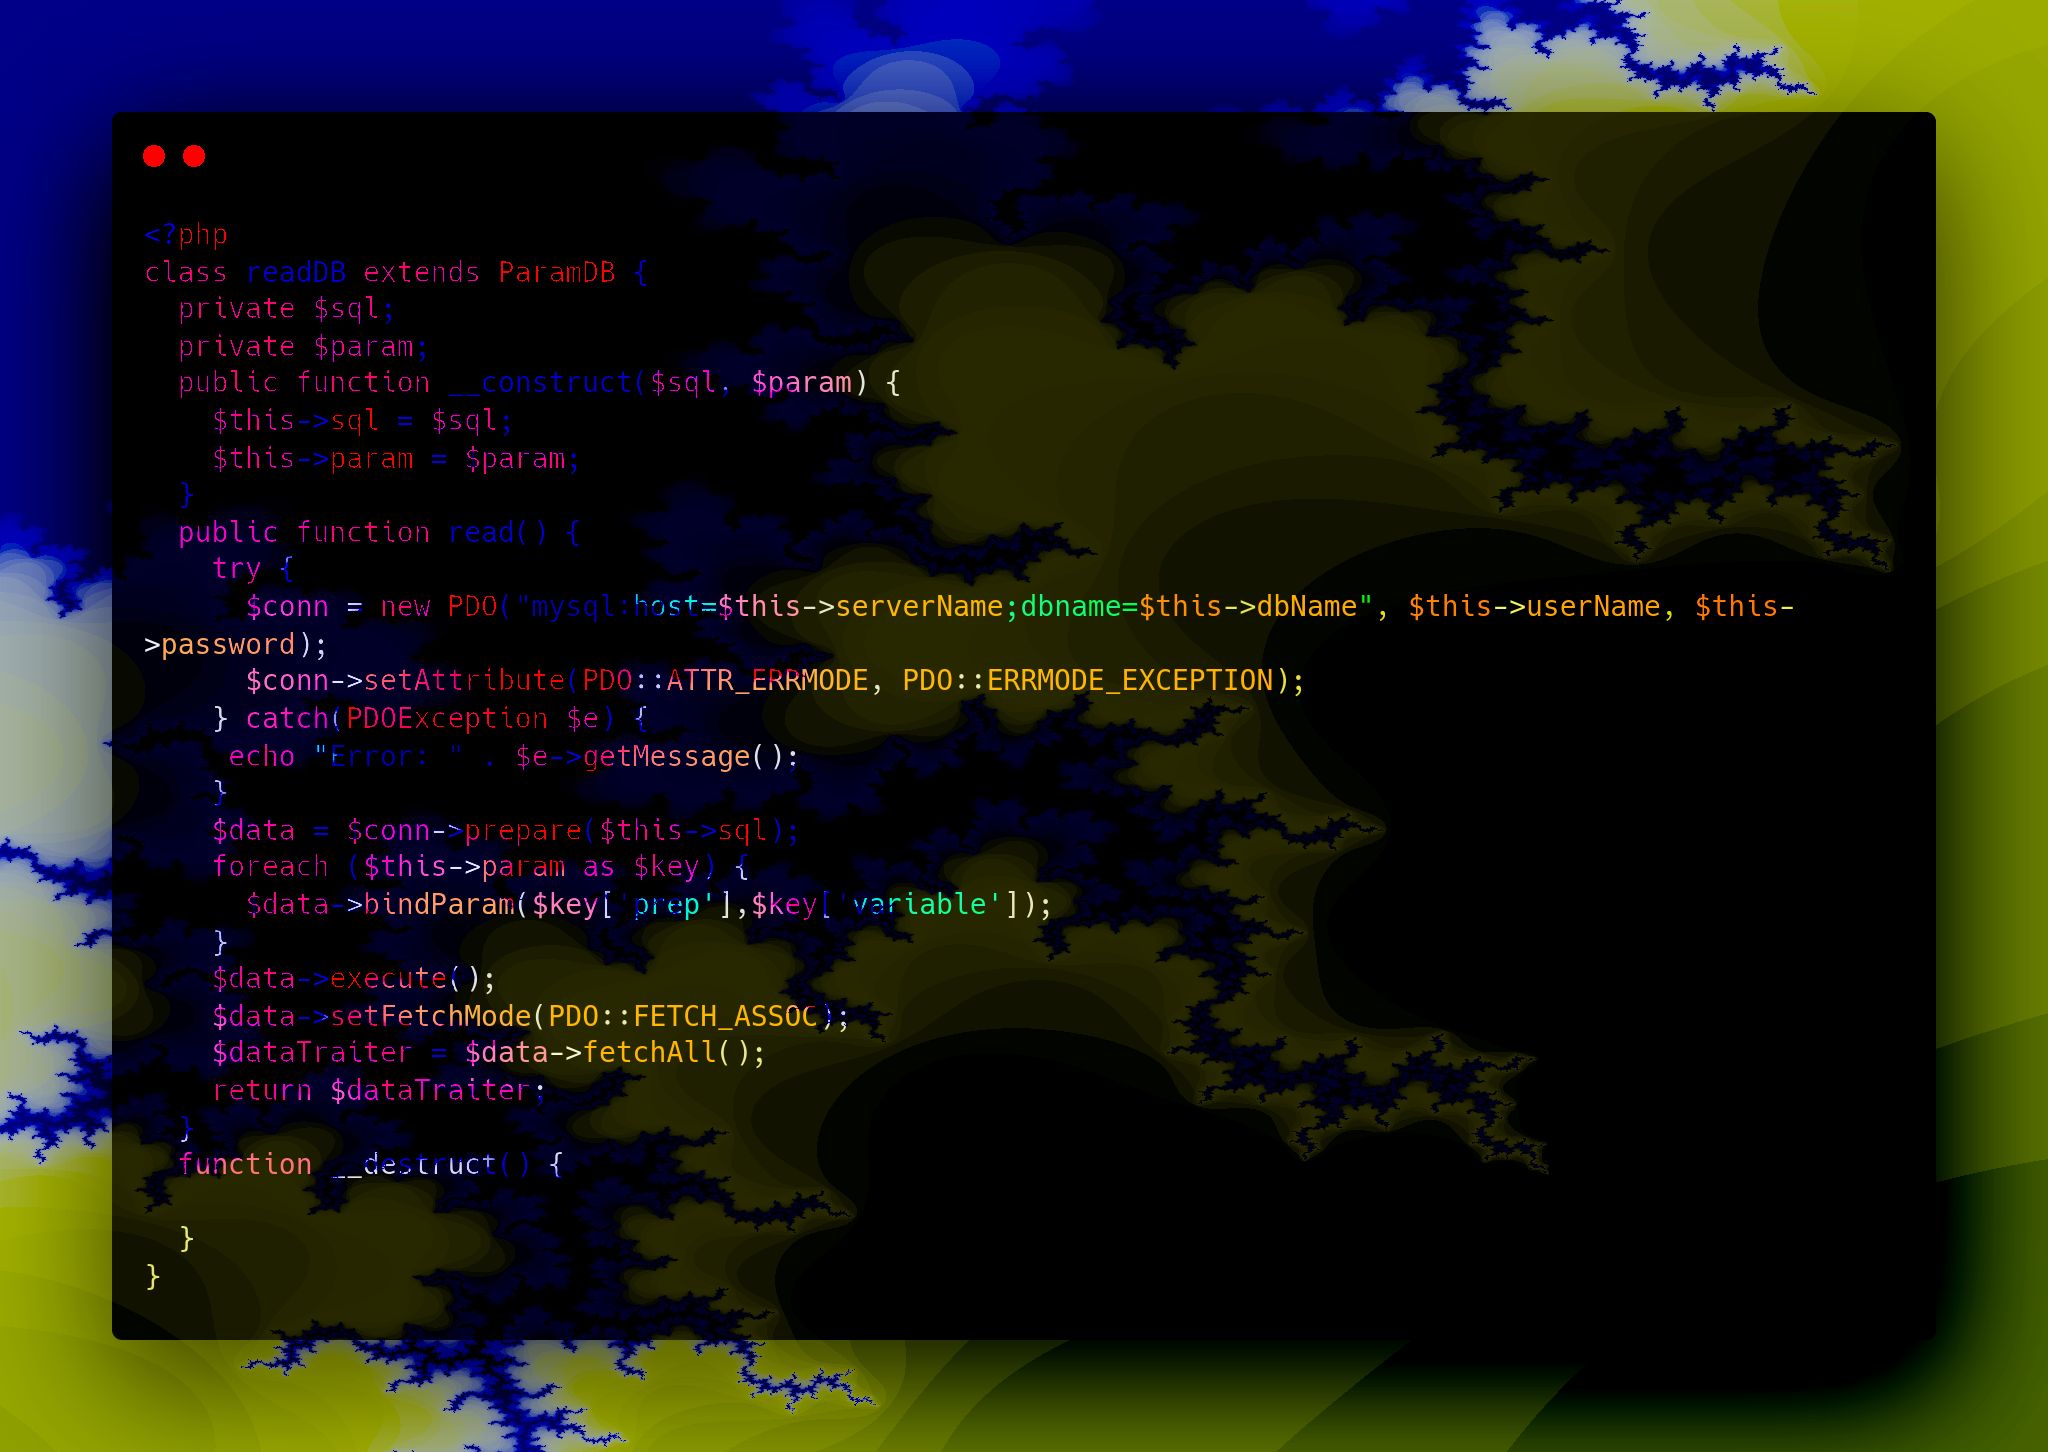 <?php
class readDB extends ParamDB {
  private $sql;
  private $param;
  public function __construct($sql, $param) {
    $this->sql = $sql;
    $this->param = $param;
  }
  public function read() {
    try {
      $conn = new PDO("mysql:host=$this->serverName;dbname=$this->dbName", $this->userName, $this-
>password);
      $conn->setAttribute(PDO::ATTR_ERRMODE, PDO::ERRMODE_EXCEPTION);
    } catch(PDOException $e) {
     echo "Error: " . $e->getMessage();
    }
    $data = $conn->prepare($this->sql);
    foreach ($this->param as $key) {
      $data->bindParam($key['prep'],$key['variable']);
    }
    $data->execute();
    $data->setFetchMode(PDO::FETCH_ASSOC);
    $dataTraiter = $data->fetchAll();
    return $dataTraiter;
  }
  function __destruct() {

  }
}